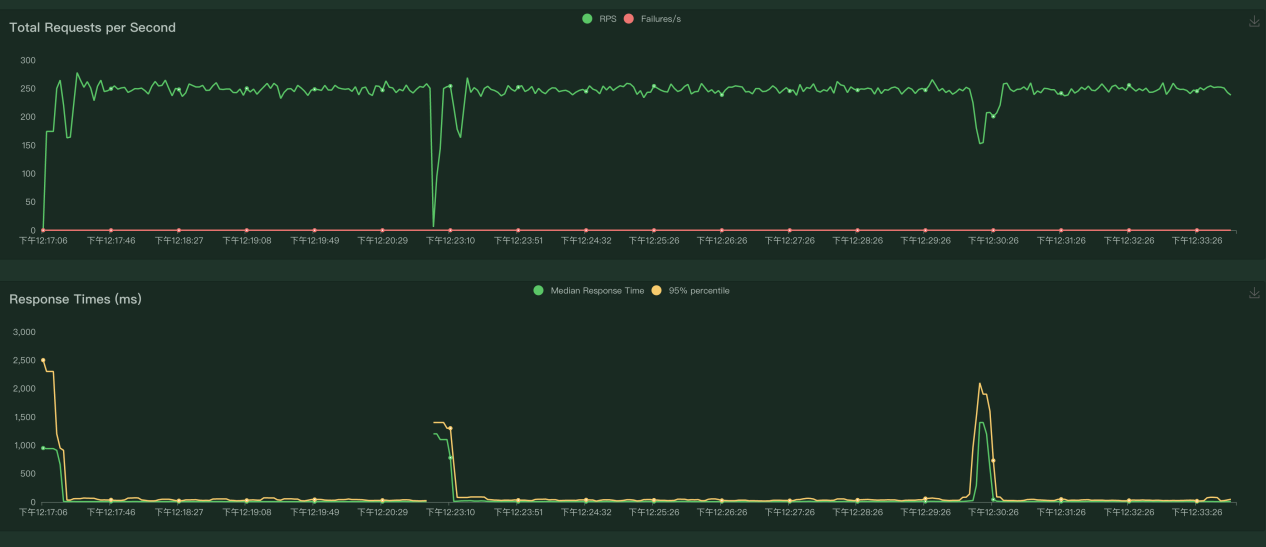 Total Requests per Second
RPS Failures/s
300
250
200
150
100
50
0
下午12:17:06 下午12:17:46 下午12:18:27 下午12:19:08 下午12:19:49 下午12:20:29 下午12:23:10 下午12:23:51 下午12:24:32 下午12:25:26 下午12:26:26 下午12:27:26 下午12:28:26 下午12:29:26 下午12:30:26 下午12:31:26 下午12:32:26 下午12:33:26
Response Times (ms)
Median Response Time 95% percentile
3,000
2,500
2,000
1,500
1,000
500
0
下午12:17:06 下午12:17:46 下午12:18:27 下午12:19:08 下午12:19:49 下午12:20:29 下午12:23:10 下午12:23:51 下午12:24:32 下午12:25:26 下午12:26:26 下午12:27:26 下午12:28:26 下午12:29:26 下午12:30:26 下午12:31:26 下午12:32:26 下午12:33:26